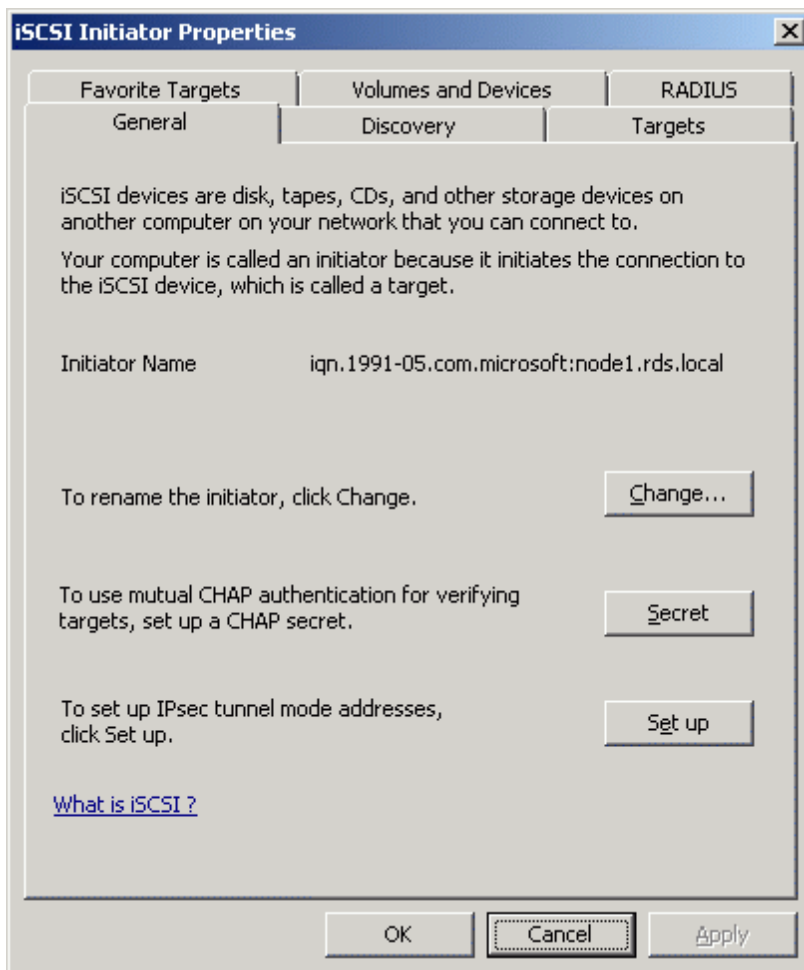 iSCSI Initiator Properties
Favorite Targets
Volumes and Devices
RADIUS
General
Discovery
Targets
iSCSI devices are disk, tapes, CDs, and other storage devices on
another computer on your network that you can connect to.
Your computer is called an initiator because it initiates the connection to
the iSCSI device, which is called a target.
Initiator Name iqn.1991-05.com.microsoft:node1.rds.local
To rename the initiator, click Change.
Change...
To use mutual CHAP authentication for verifying
targets, set up a CHAP secret.
Secret
To set up IPsec tunnel mode addresses,
click Set up.
Set up
What is iSCSI ?
OK
Cancel
Apply